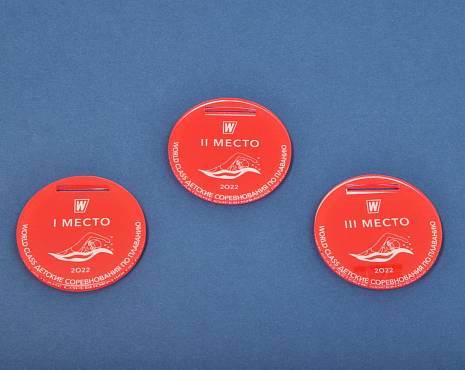 W
II МЕСТО
2022
WORLD CLASS ДЕТСКИЕ СОРЕВНОВАНИЯ ПО ПЛАВАНИЮ
I МЕСТО
2022
WORLD CLASS ДЕТСКИЕ СОРЕВНОВАНИЯ ПО ПЛАВАНИЮ
W
III МЕСТО
2022
WORLD CLASS ДЕТСКИЕ СОРЕВНОВАНИЯ ПО ПЛАВАНИЮ